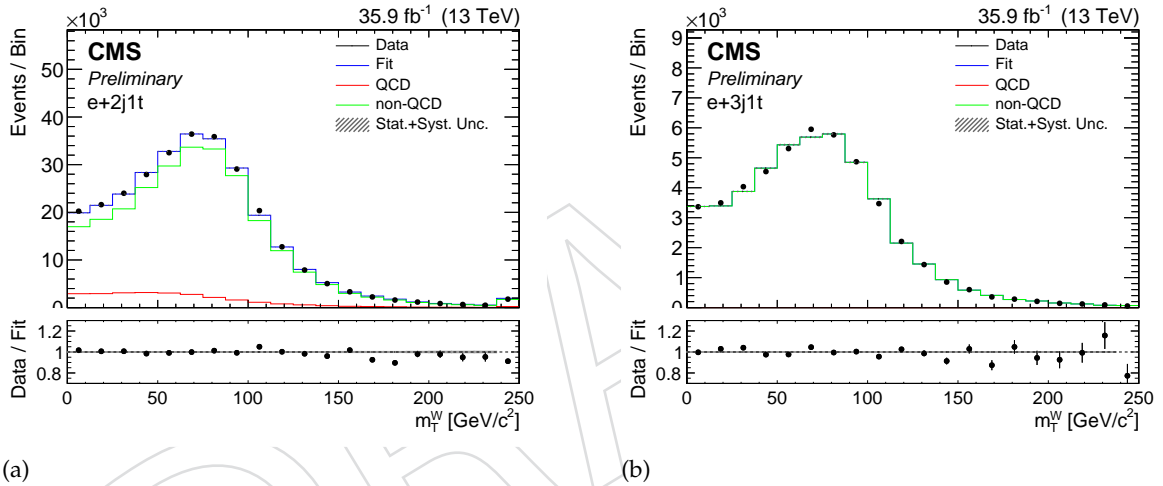 ×10³
35.9 fb⁻¹ (13 TeV)
CMS
Preliminary
e+2j1t
Data
Fit
QCD
non-QCD
Stat.+Syst. Unc.
Events / Bin
50
40
30
20
10
0
Data / Fit
1.2
1
0.8
0 50 100 150 200 250
m_T^W [GeV/c²]
(a)
×10³
35.9 fb⁻¹ (13 TeV)
CMS
Preliminary
e+3j1t
Data
Fit
QCD
non-QCD
Stat.+Syst. Unc.
Events / Bin
9
8
7
6
5
4
3
2
1
0
Data / Fit
1.2
1
0.8
0 50 100 150 200 250
m_T^W [GeV/c²]
(b)